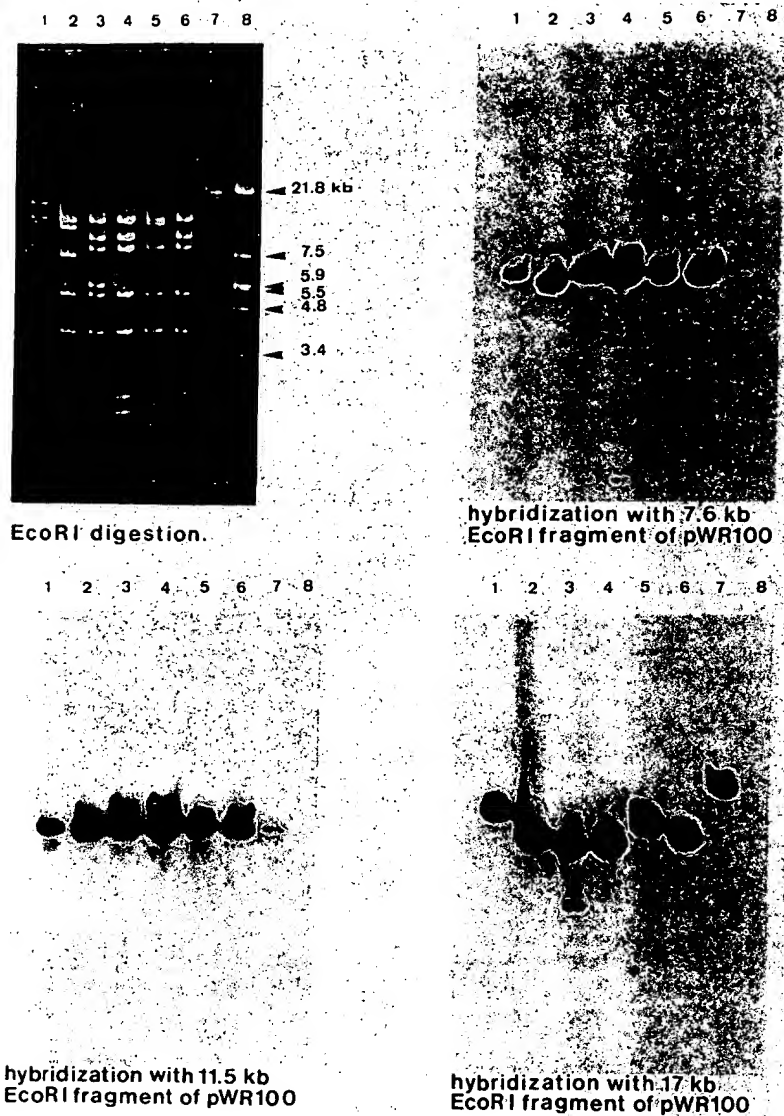 1 2 3 4 5 6 7 8
21.8 kb
7.5
5.9
5.5
4.8
3.4
EcoRI digestion.
1 2 3 4 5 6 7 8
hybridization with 7.6 kb
EcoRI fragment of pWR100
1 2 3 4 5 6 7 8
hybridization with 11.5 kb
EcoRI fragment of pWR100
1 2 3 4 5 6 7 8
hybridization with 17 kb
EcoRI fragment of pWR100